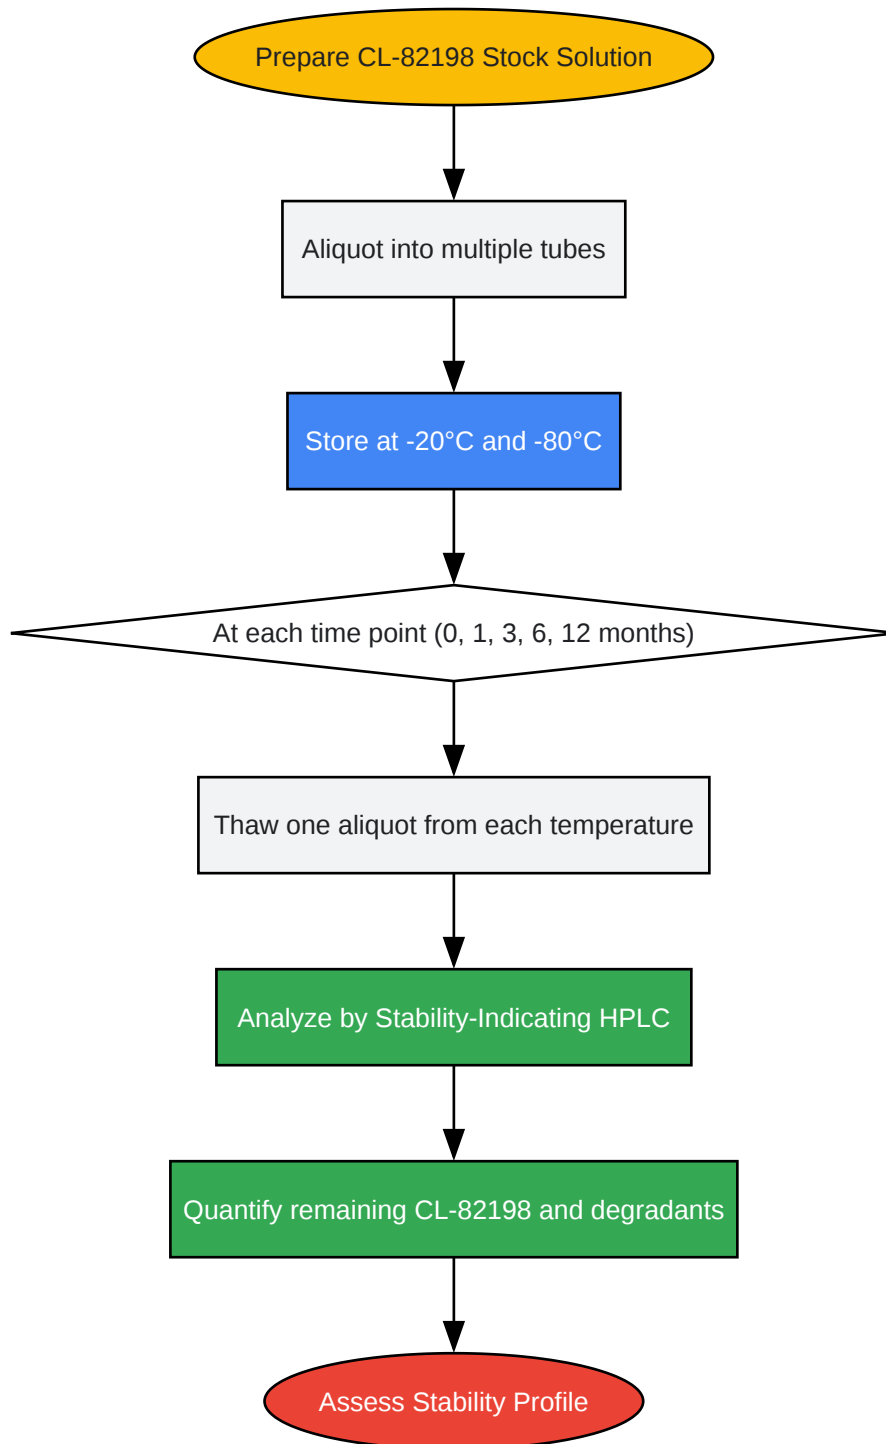 Prepare CL-82198 Stock Solution
Aliquot into multiple tubes
Store at -20°C and -80°C
At each time point (0, 1, 3, 6, 12 months)
Thaw one aliquot from each temperature
Analyze by Stability-Indicating HPLC
Quantify remaining CL-82198 and degradants
Assess Stability Profile